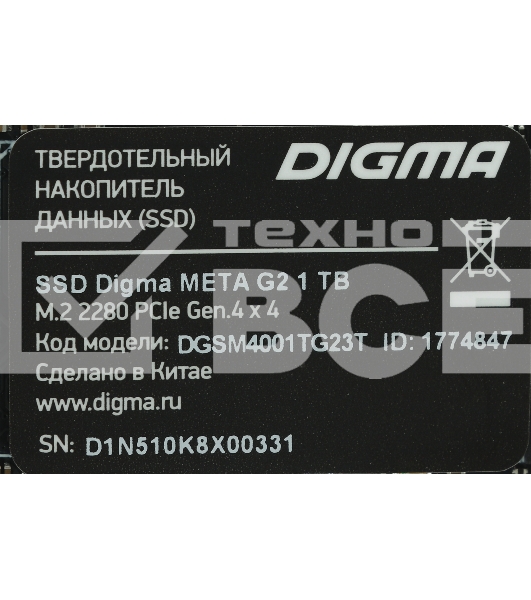 DIGMA
ТВЕРДОТЕЛЬНЫЙ
НАКОПИТЕЛЬ
ДАННЫХ (SSD)
ТЕХНО
ВСЕ
SSD Digma META G2 1 TB
M.2 2280 PCIe Gen.4 x 4
Код модели: DGSM4001TG23T ID: 1774847
Сделано в Китае
www.digma.ru
SN: D1N510K8X00331